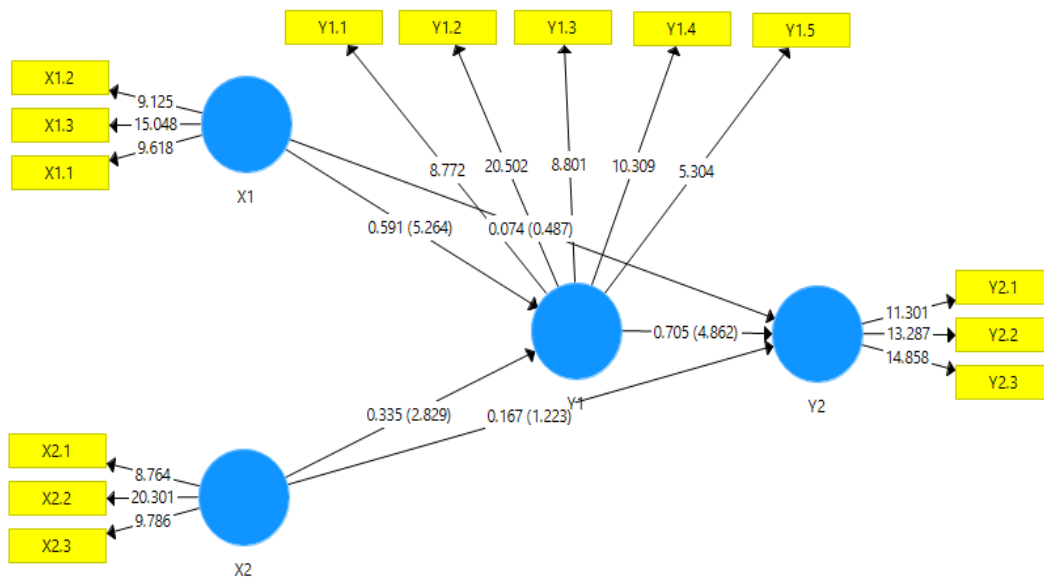 Y1.1
Y1.2
Y1.3
Y1.4
Y1.5
X1.2
X1.3
X1.1
9.125
15.048
9.618
X1
8.772
20.502
8.801
10.309
5.304
0.591 (5.264)
0.074 (0.487)
Y2.1
Y2.2
Y2.3
11.301
13.287
14.858
0.705 (4.862)
Y1
Y2
0.335 (2.829)
0.167 (1.223)
X2.1
X2.2
X2.3
8.764
20.301
9.786
X2